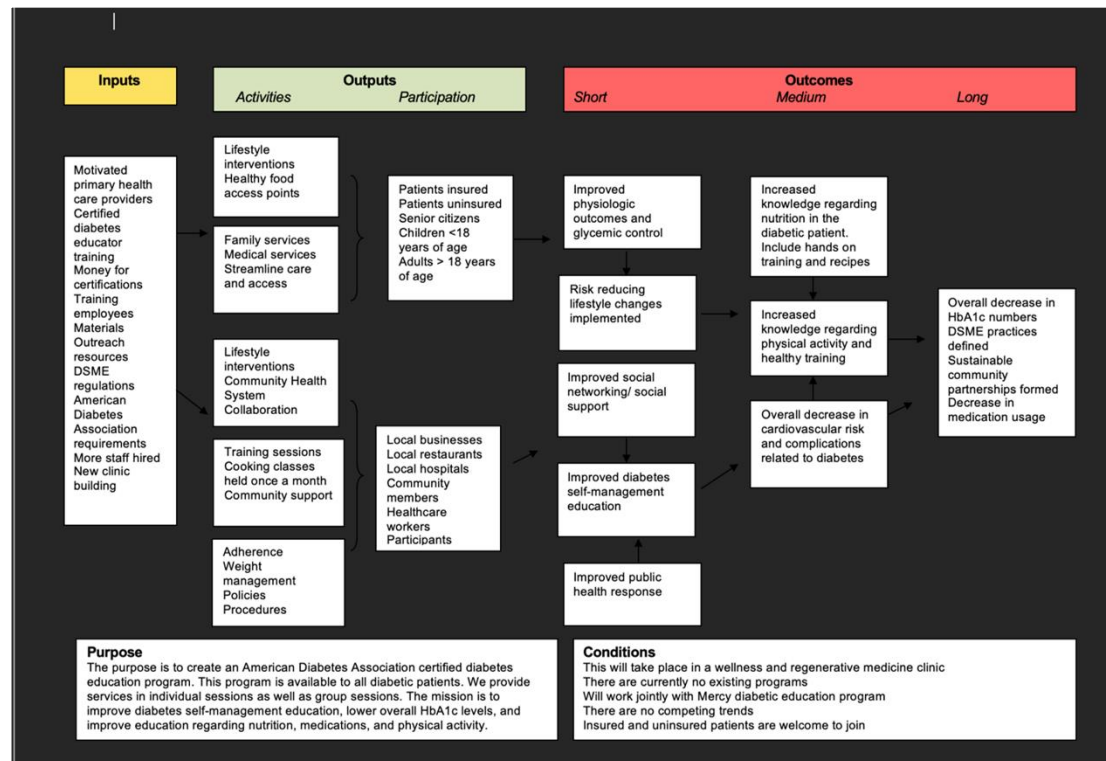 Inputs
Outputs
Activities
Participation
Outcomes
Short
Medium
Long
Motivated
primary health
care providers
Certified
diabetes
educator
training
Money for
certifications
Training
employees
Materials
Outreach
resources
DSME
regulations
American
Diabetes
Association
requirements
More staff hired
New clinic
building
Lifestyle
interventions
Healthy food
access points
Family services
Medical services
Streamline care
and access
Lifestyle
interventions
Community Health
System
Collaboration
Training sessions
Cooking classes
held once a month
Community support
Adherence
Weight
management
Policies
Procedures
Patients insured
Patients uninsured
Senior citizens
Children <18
years of age
Adults > 18 years
of age
Local businesses
Local restaurants
Local hospitals
Community
members
Healthcare
workers
Participants
Improved
physiologic
outcomes and
glycemic control
Risk reducing
lifestyle changes
implemented
Improved social
networking/ social
support
Improved diabetes
self-management
education
Improved public
health response
Increased
knowledge regarding
nutrition in the
diabetic patient.
Include hands on
training and recipes
Increased
knowledge regarding
physical activity and
healthy training
Overall decrease in
cardiovascular risk
and complications
related to diabetes
Overall decrease in
HbA1c numbers
DSME practices
defined
Sustainable
community
partnerships formed
Decrease in
medication usage
Purpose
The purpose is to create an American Diabetes Association certified diabetes
education program. This program is available to all diabetic patients. We provide
services in individual sessions as well as group sessions. The mission is to
improve diabetes self-management education, lower overall HbA1c levels, and
improve education regarding nutrition, medications, and physical activity.
Conditions
This will take place in a wellness and regenerative medicine clinic
There are currently no existing programs
Will work jointly with Mercy diabetic education program
There are no competing trends
Insured and uninsured patients are welcome to join